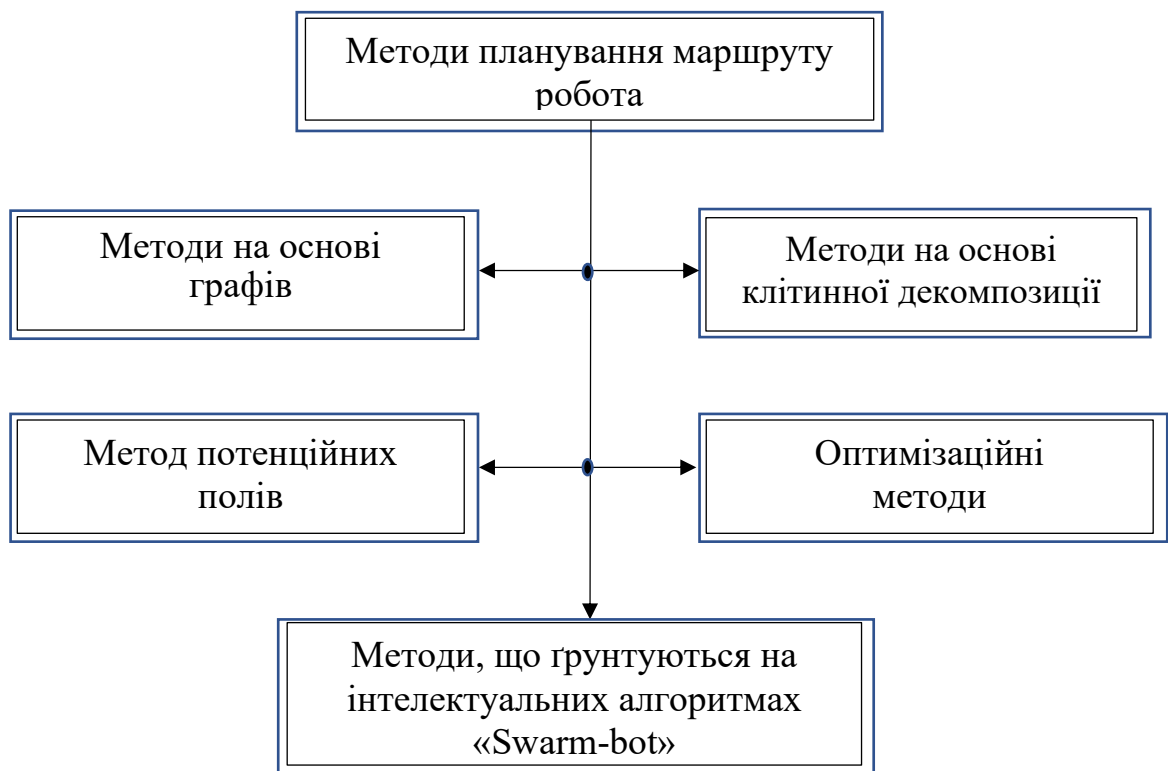 Методи планування маршруту
робота
Методи на основі
графів
Методи на основі
клітинної декомпозиції
Метод потенційних
полів
Оптимізаційні
методи
Методи, що ґрунтуються на
інтелектуальних алгоритмах
«Swarm-bot»